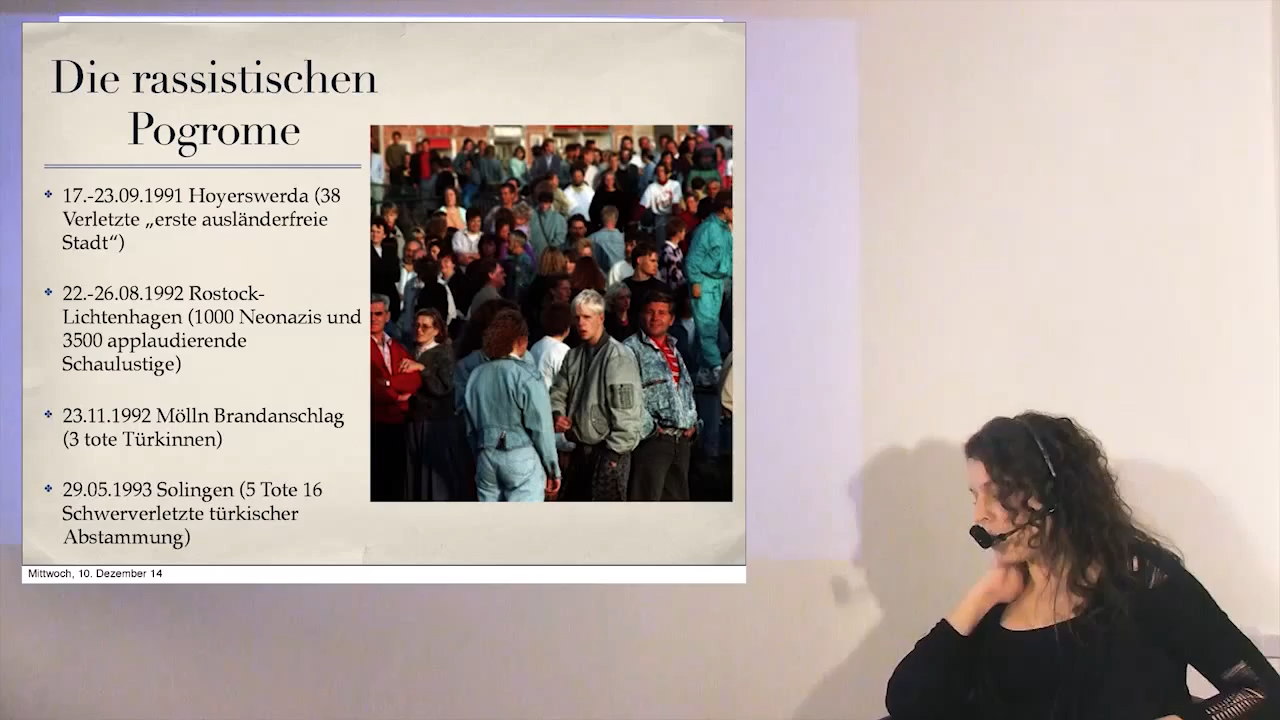 Die rassistischen
Pogrome
17.-23.09.1991 Hoyerswerda (38
Verletzte „erste ausländerfreie
Stadt“)
22.-26.08.1992 Rostock-
Lichtenhagen (1000 Neonazis und
3500 applaudierende
Schaulustige)
23.11.1992 Mölln Brandanschlag
(3 tote Türkinnen)
29.05.1993 Solingen (5 Tote 16
Schwerverletzte türkischer
Abstammung)
Mittwoch, 10. Dezember 14